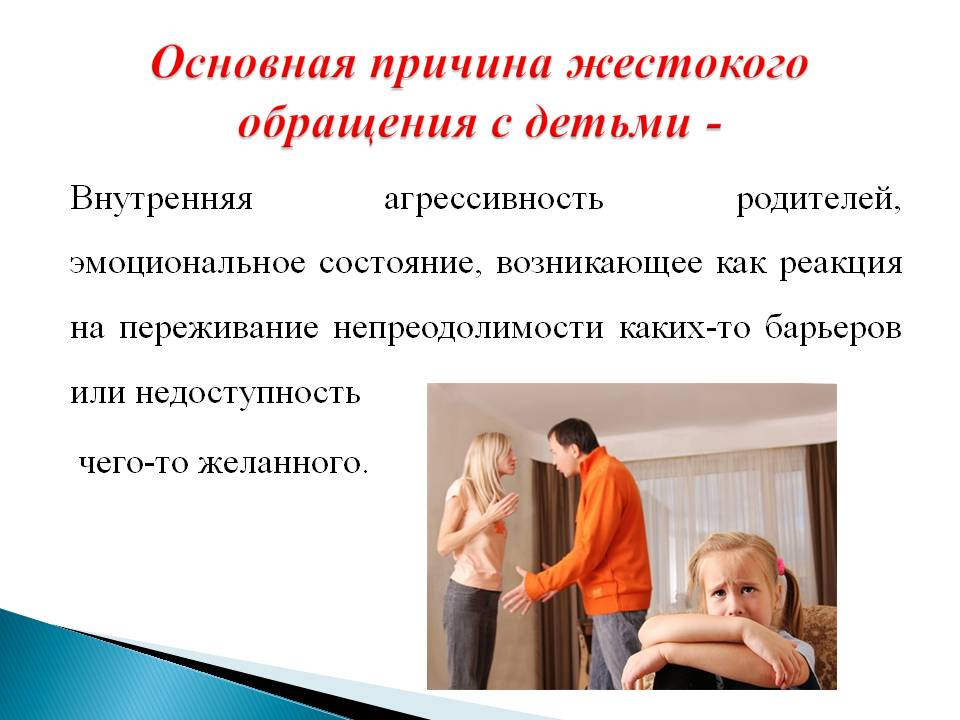 Основная причина жестокого
обращения с детьми -
Внутренняя агрессивность родителей,
эмоциональное состояние, возникающее как реакция
на переживание непреодолимости каких-то барьеров
или недоступность
чего-то желанного.